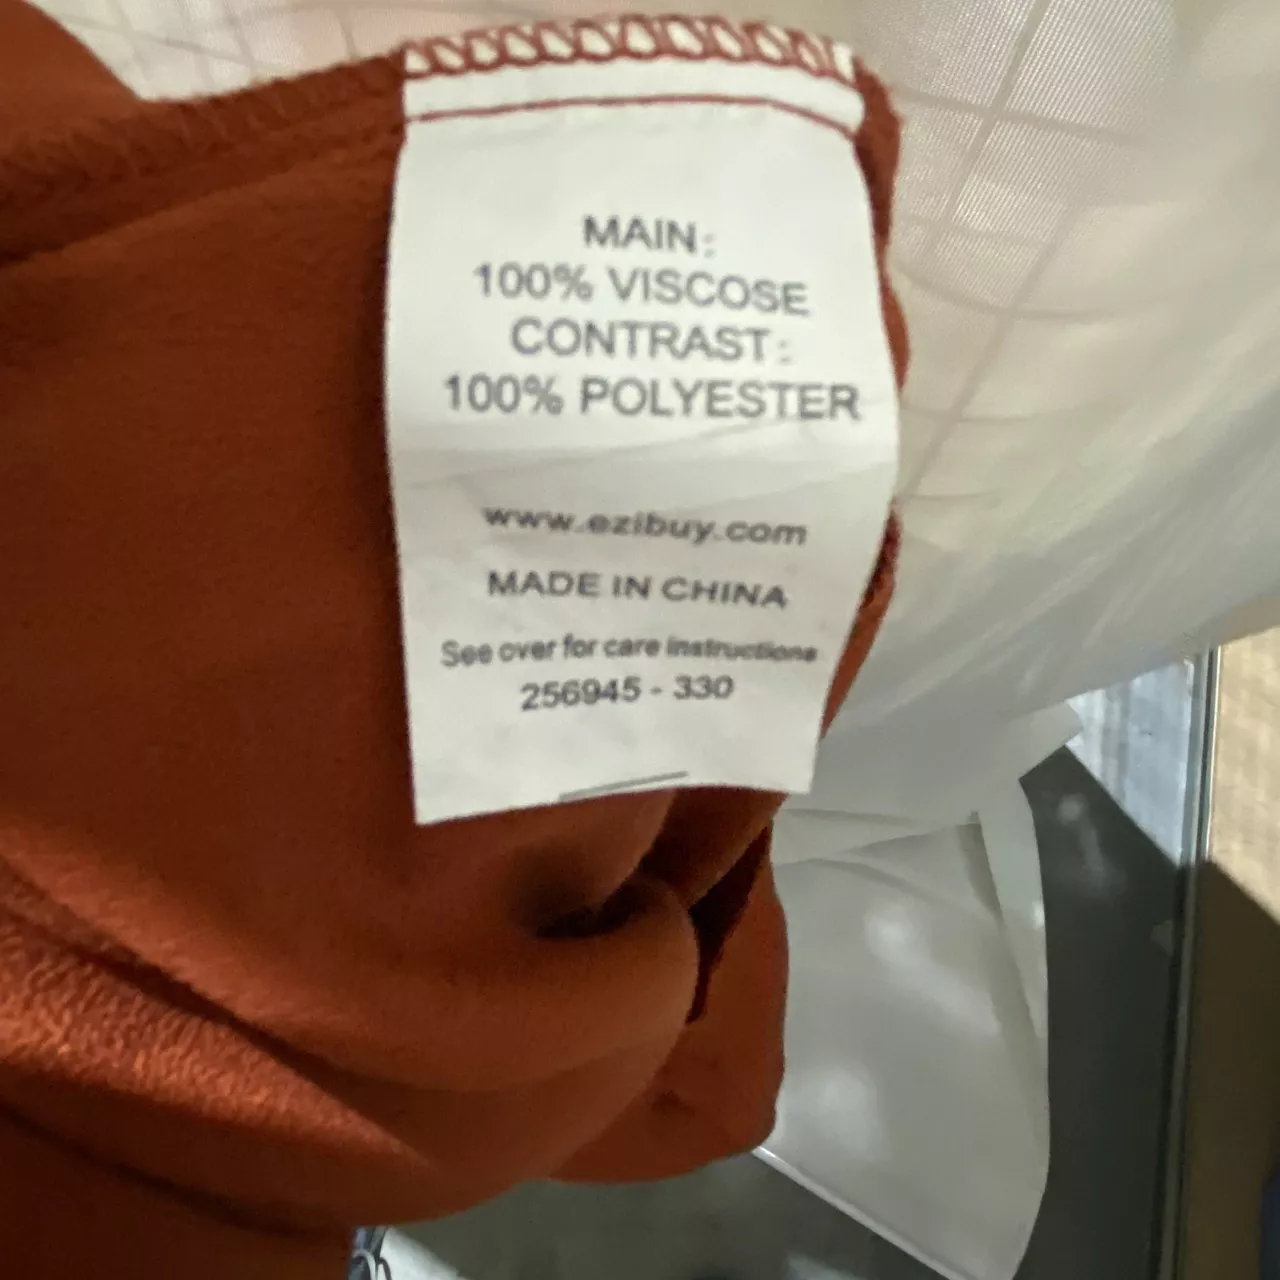 MAIN:
100% VISCOSE
CONTRAST:
100% POLYESTER
www.ezibuy.com
MADE IN CHINA
See over for care instructions
256945 - 330